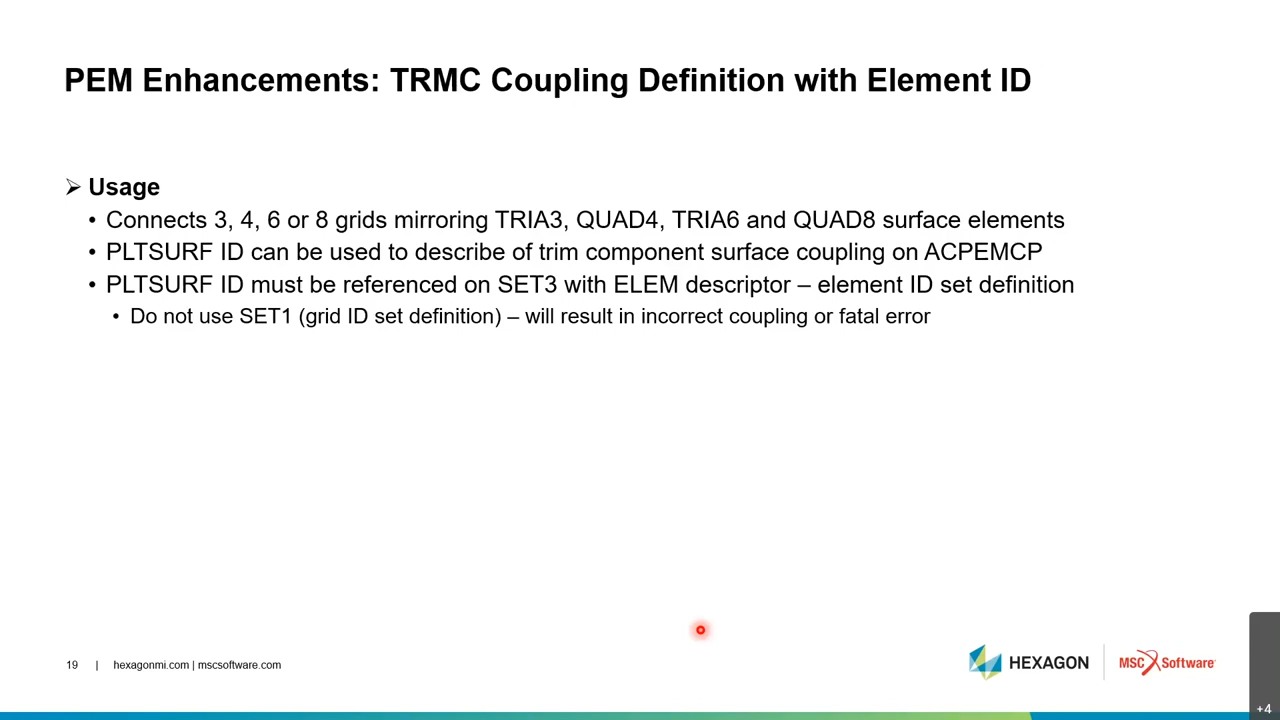 PEM Enhancements: TRMC Coupling Definition with Element ID
➢ Usage
• Connects 3, 4, 6 or 8 grids mirroring TRIA3, QUAD4, TRIA6 and QUAD8 surface elements
• PLTSURF ID can be used to describe of trim component surface coupling on ACPEMCP
• PLTSURF ID must be referenced on SET3 with ELEM descriptor – element ID set definition
• Do not use SET1 (grid ID set definition) – will result in incorrect coupling or fatal error
19 | hexagonmi.com | mscsoftware.com
HEXAGON | MSC Software
+4